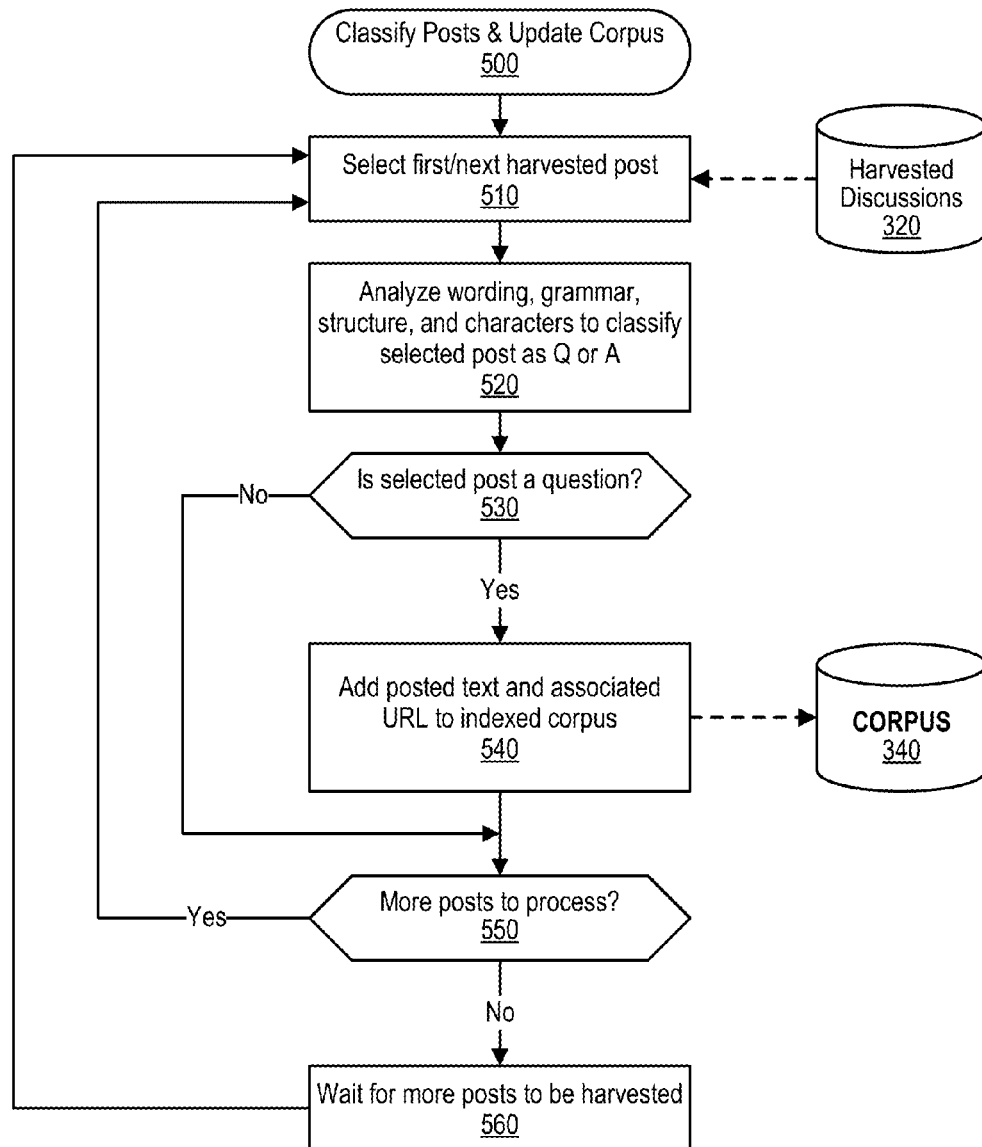 Classify Posts & Update Corpus
500
Select first/next harvested post
510
Harvested
Discussions
320
Analyze wording, grammar,
structure, and characters to classify
selected post as Q or A
520
Is selected post a question?
530
No
Yes
Add posted text and associated
URL to indexed corpus
540
CORPUS
340
More posts to process?
550
Yes
No
Wait for more posts to be harvested
560